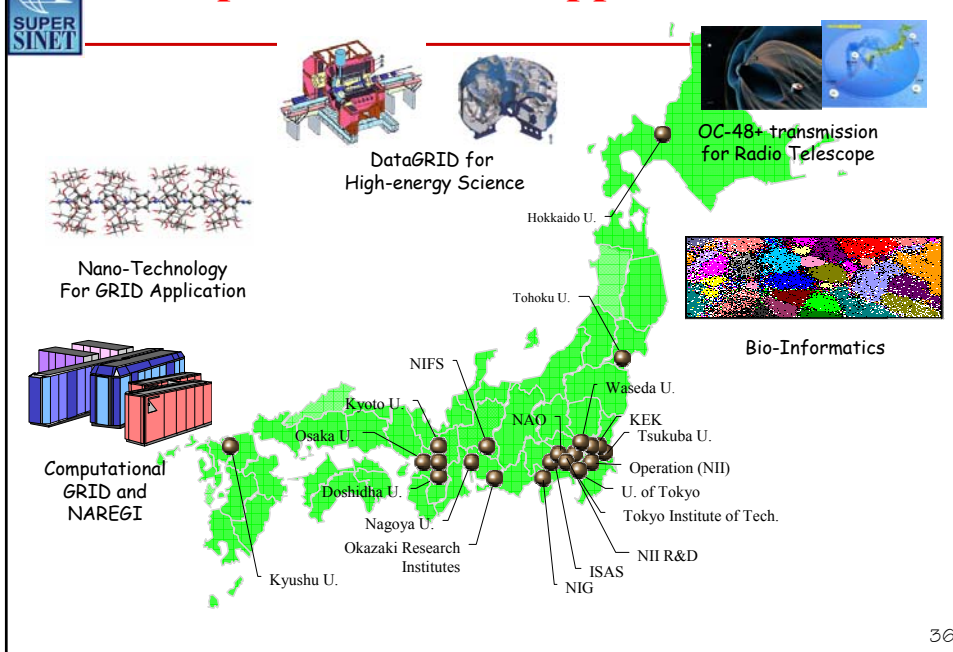 SUPER
SINET
DataGRID for
High-energy Science
OC-48+ transmission
for Radio Telescope
Hokkaido U.
Nano-Technology
For GRID Application
Tohoku U.
Bio-Informatics
NIFS
Waseda U.
Kyoto U.
NAO
KEK
Osaka U.
Tsukuba U.
Computational
GRID and
NAREGI
Operation (NII)
Doshidha U.
U. of Tokyo
Nagoya U.
Tokyo Institute of Tech.
Okazaki Research
Institutes
NII R&D
ISAS
Kyushu U.
NIG
36